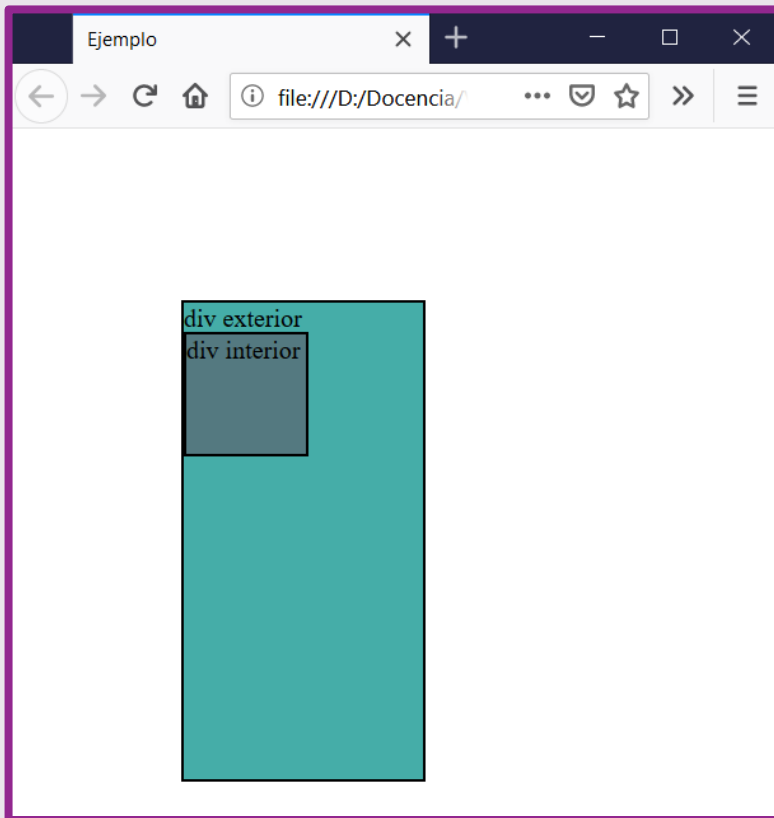 Ejemplo
file:///D:/Docencia/
div exterior
div interior